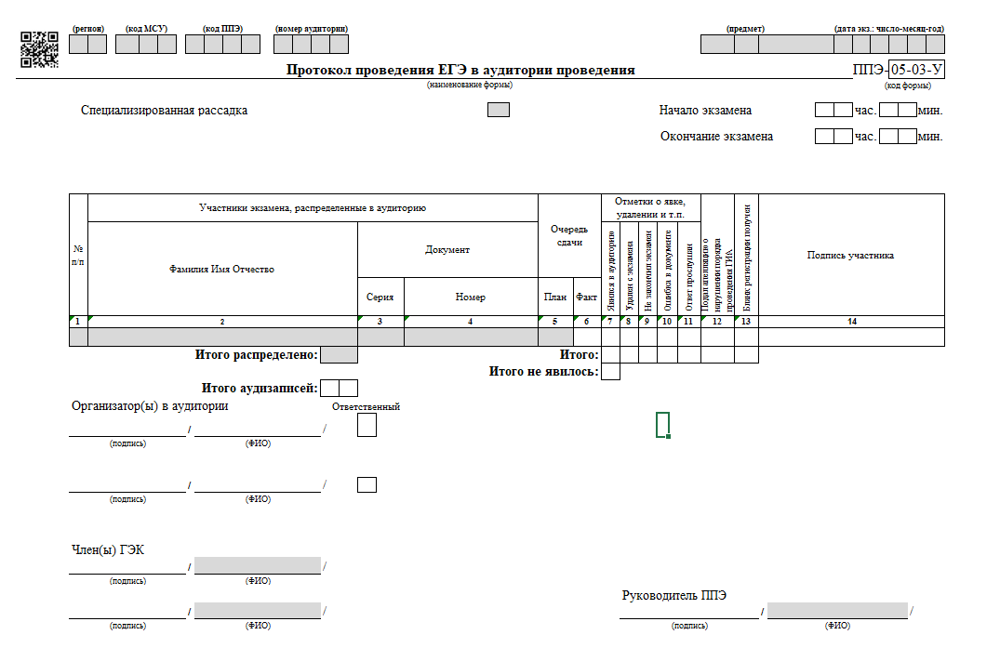 (регион) (код МСУ) (код ППЭ) (номер аудитории) (предмет) (дата экз.: число-месяц-год)
Протокол проведения ЕГЭ в аудитории проведения ППЭ-05-03-У
(наименование формы) (код формы)
Специализированная рассадка Начало экзамена час. мин.
Окончание экзамена час. мин.
№ п/п
Участники экзамена, распределенные в аудиторию
Фамилия Имя Отчество
Документ
Серия
Номер
Очередь сдачи
План
Факт
Отметки о явке, удалении и т.п.
Явился в аудиторию
Удален с экзамена
Не закончил экзамен
Ошибка в документе
Ответ прослушан
Подал апелляцию о нарушении порядка проведения ГИА
Бланк регистрации получен
Подпись участника
1 2 3 4 5 6 7 8 9 10 11 12 13 14
Итого распределено: Итого:
Итого не явилось:
Итого аудизаписей:
Организатор(ы) в аудитории Ответственный
/ /
(подпись) (ФИО)
/ /
(подпись) (ФИО)
Член(ы) ГЭК
/ /
(подпись) (ФИО)
Руководитель ППЭ
/ / / /
(подпись) (ФИО) (подпись) (ФИО)